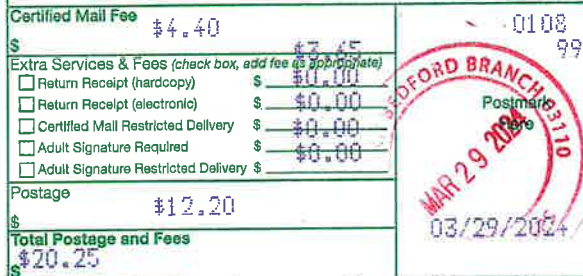 Certified Mail Fee
$4.40
0108
$
$3.65
99
Extra Services & Fees (check box, add fee as appropriate)
Return Receipt (hardcopy) $ $0.00
Return Receipt (electronic) $ $0.00
Certified Mail Restricted Delivery $ $0.00
Adult Signature Required $ $0.00
Adult Signature Restricted Delivery $
Postmark
Here
BEDFORD BRANCH 03110
MAR 29 2024
Postage
$12.20
$
03/29/2024
Total Postage and Fees
$20.25
$